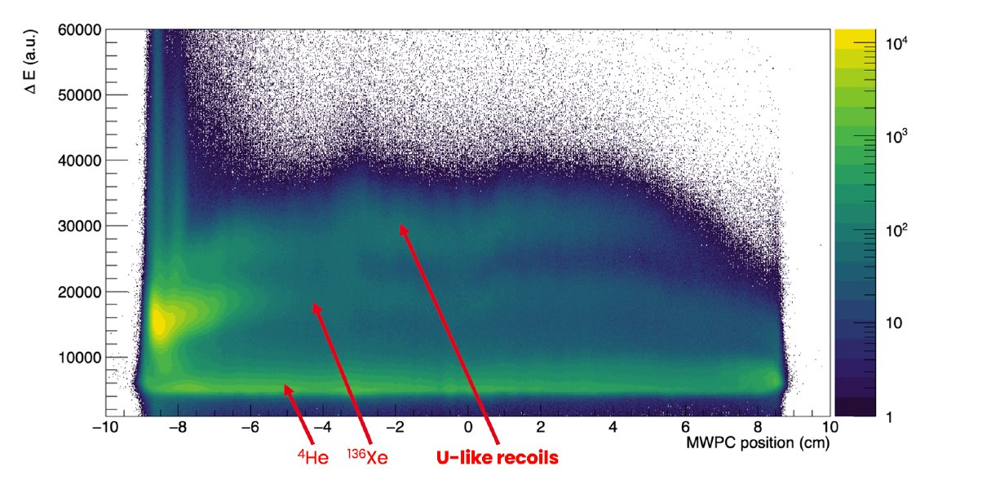 Δ E (a.u.)
60000
50000
40000
30000
20000
10000
−10 −8 −6 −4 −2 0 2 4 6 8 10
MWPC position (cm)
10⁴
10³
10²
10
1
⁴He ¹³⁶Xe U-like recoils